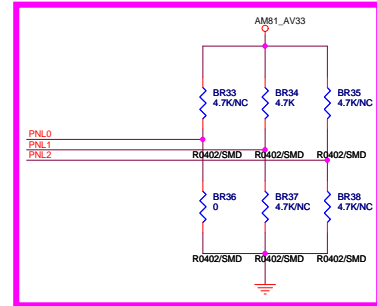 AM81_AV33
BR33
4.7K/NC
BR34
4.7K
BR35
4.7K/NC
PNL0
PNL1
PNL2
R0402/SMD
R0402/SMD
R0402/SMD
BR36
0
BR37
4.7K/NC
BR38
4.7K/NC
R0402/SMD
R0402/SMD
R0402/SMD